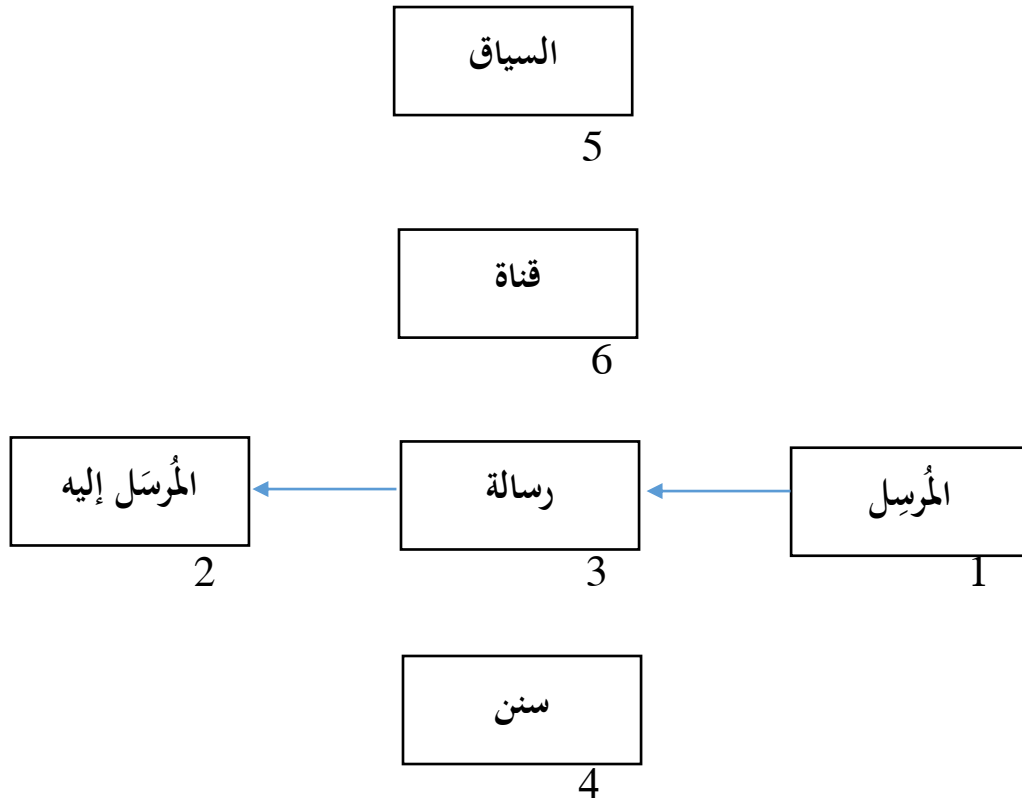 السياق
5
قناة
6
المُرسِل
رسالة
المُرسَل إليه
1
3
2
سنن
4